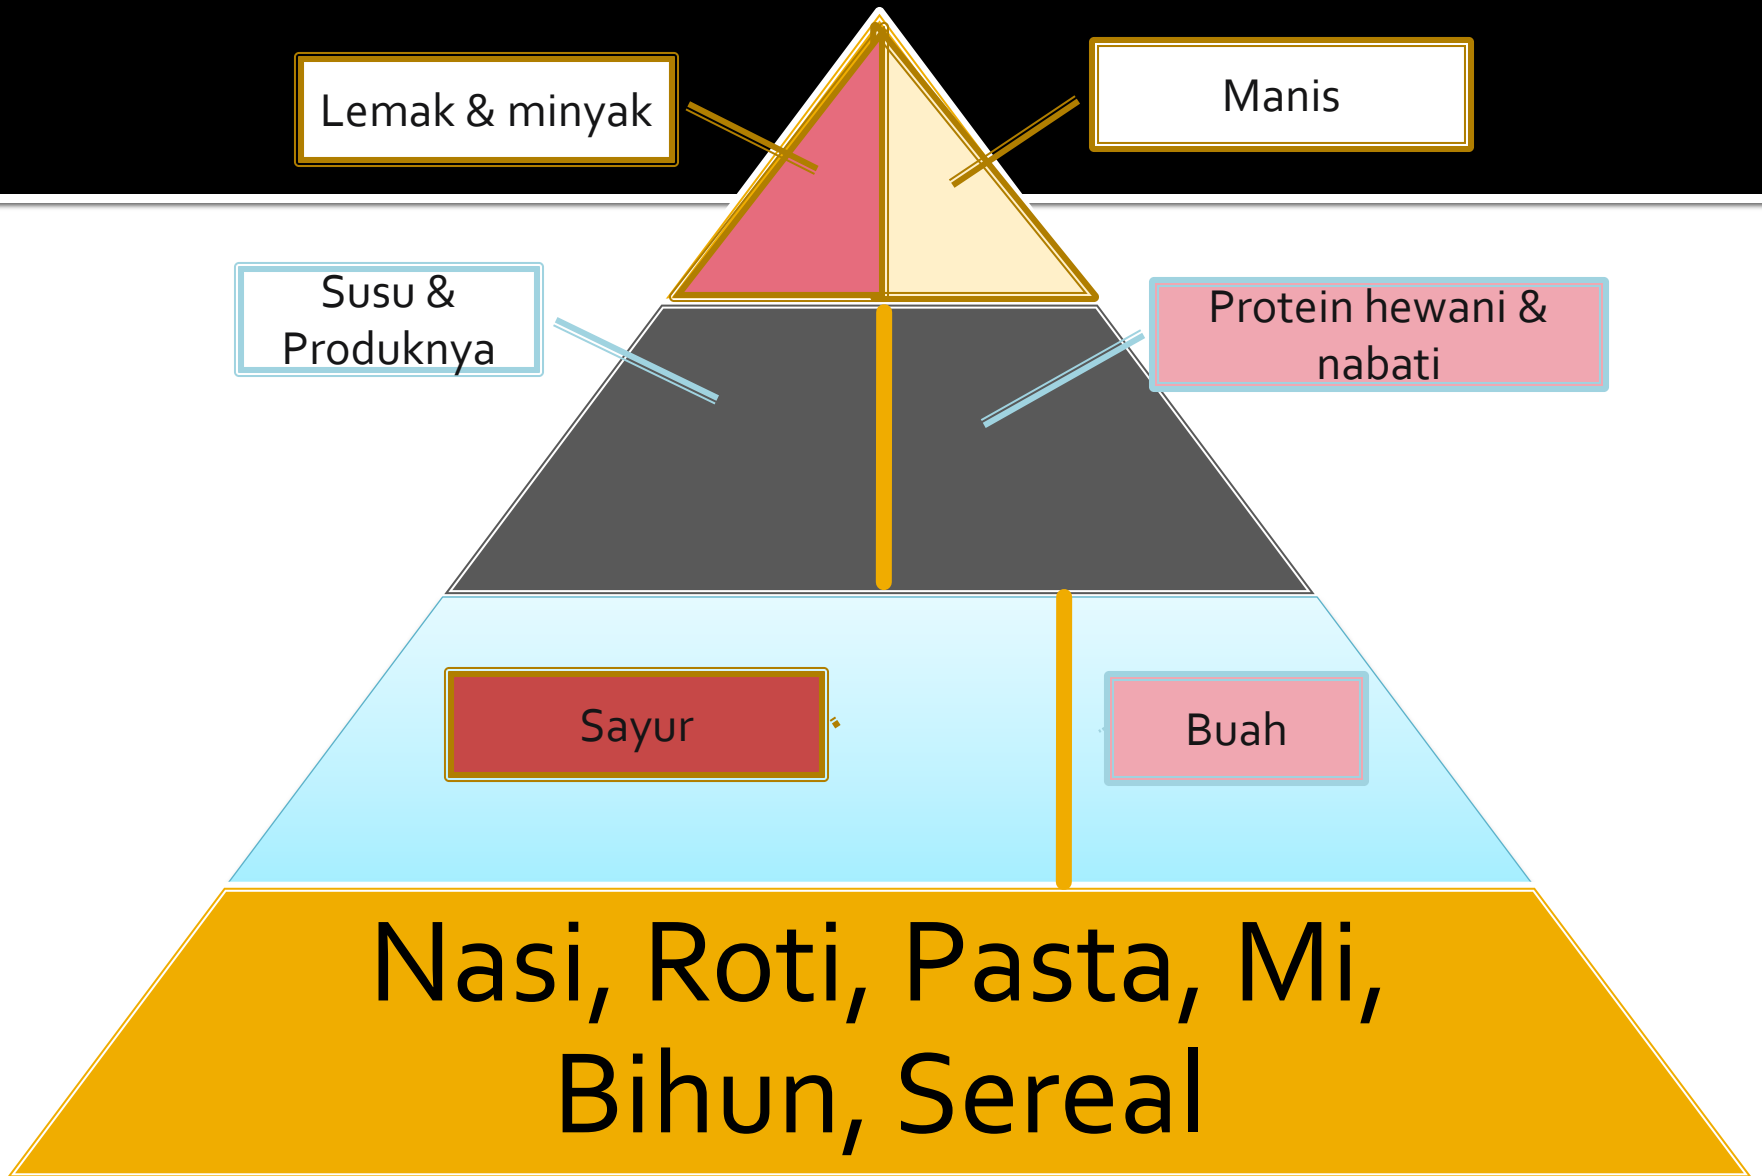 Lemak & minyak
Manis
Susu &
Produknya
Protein hewani &
nabati
Sayur
Buah
Nasi, Roti, Pasta, Mi,
Bihun, Sereal